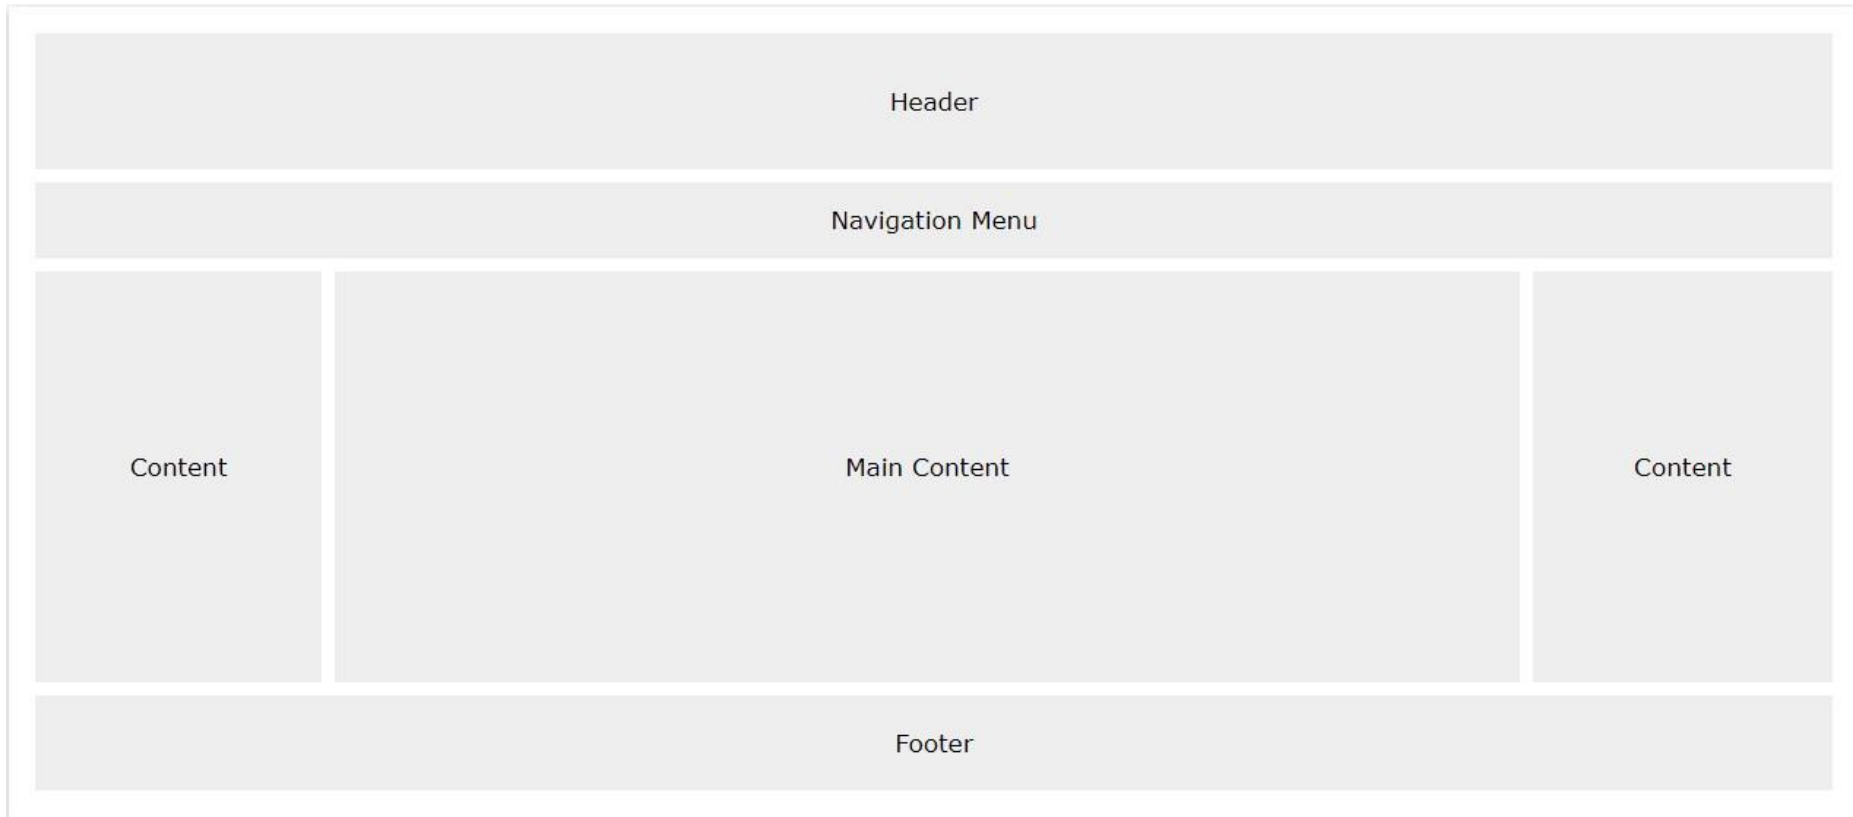 Header
Navigation Menu
Content
Main Content
Content
Footer